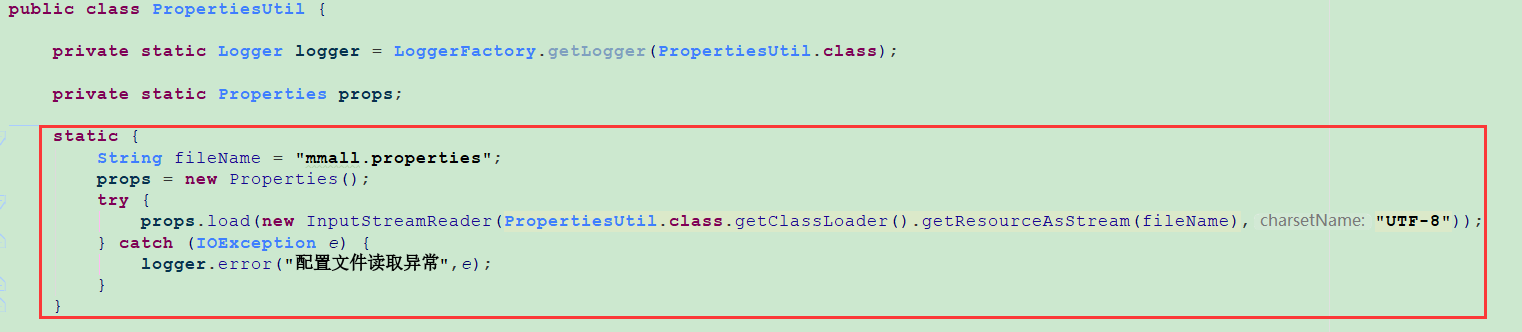 public class PropertiesUtil {
private static Logger logger = LoggerFactory.getLogger(PropertiesUtil.class);
private static Properties props;
static {
String fileName = "mmall.properties";
props = new Properties();
try {
props.load(new InputStreamReader(PropertiesUtil.class.getClassLoader().getResourceAsStream(fileName), charsetName: "UTF-8"));
} catch (IOException e) {
logger.error("配置文件读取异常",e);
}
}